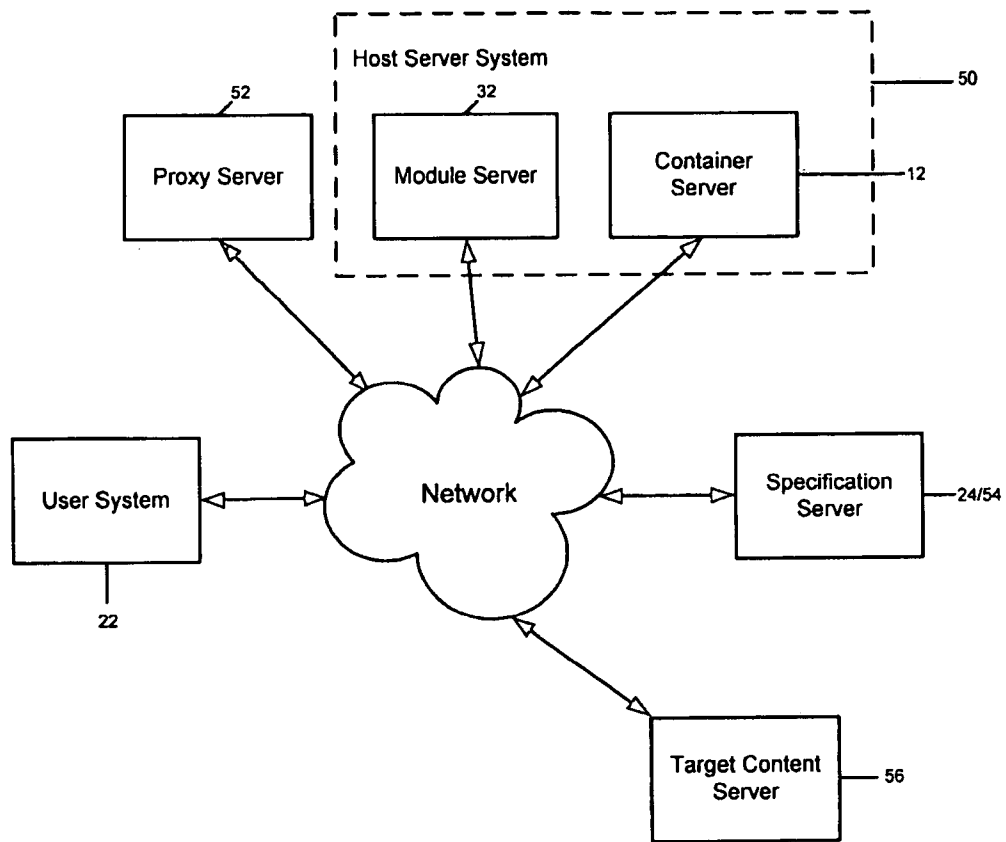 Host Server System
50
52
32
Proxy Server
Module Server
Container
Server
12
User System
Network
Specification
Server
24/54
22
Target Content
Server
56